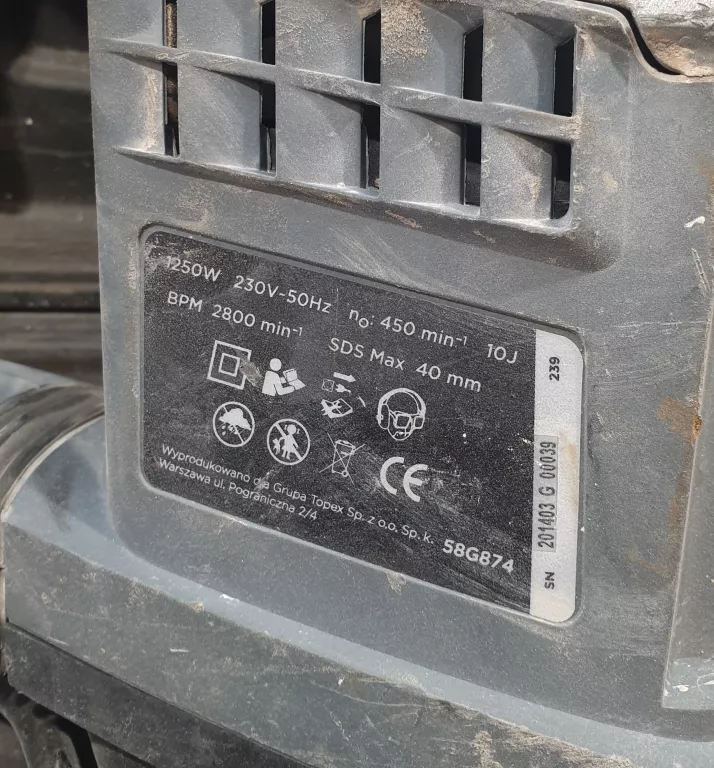 1250W 230V-50Hz n₀: 450 min⁻¹ 10J
BPM 2800 min⁻¹ SDS Max 40 mm
CE
Wyprodukowano dla Grupa Topex Sp. z o.o. Sp. k.
Warszawa ul. Pograniczna 2/4
58G874
SN 201403 G 00039 239